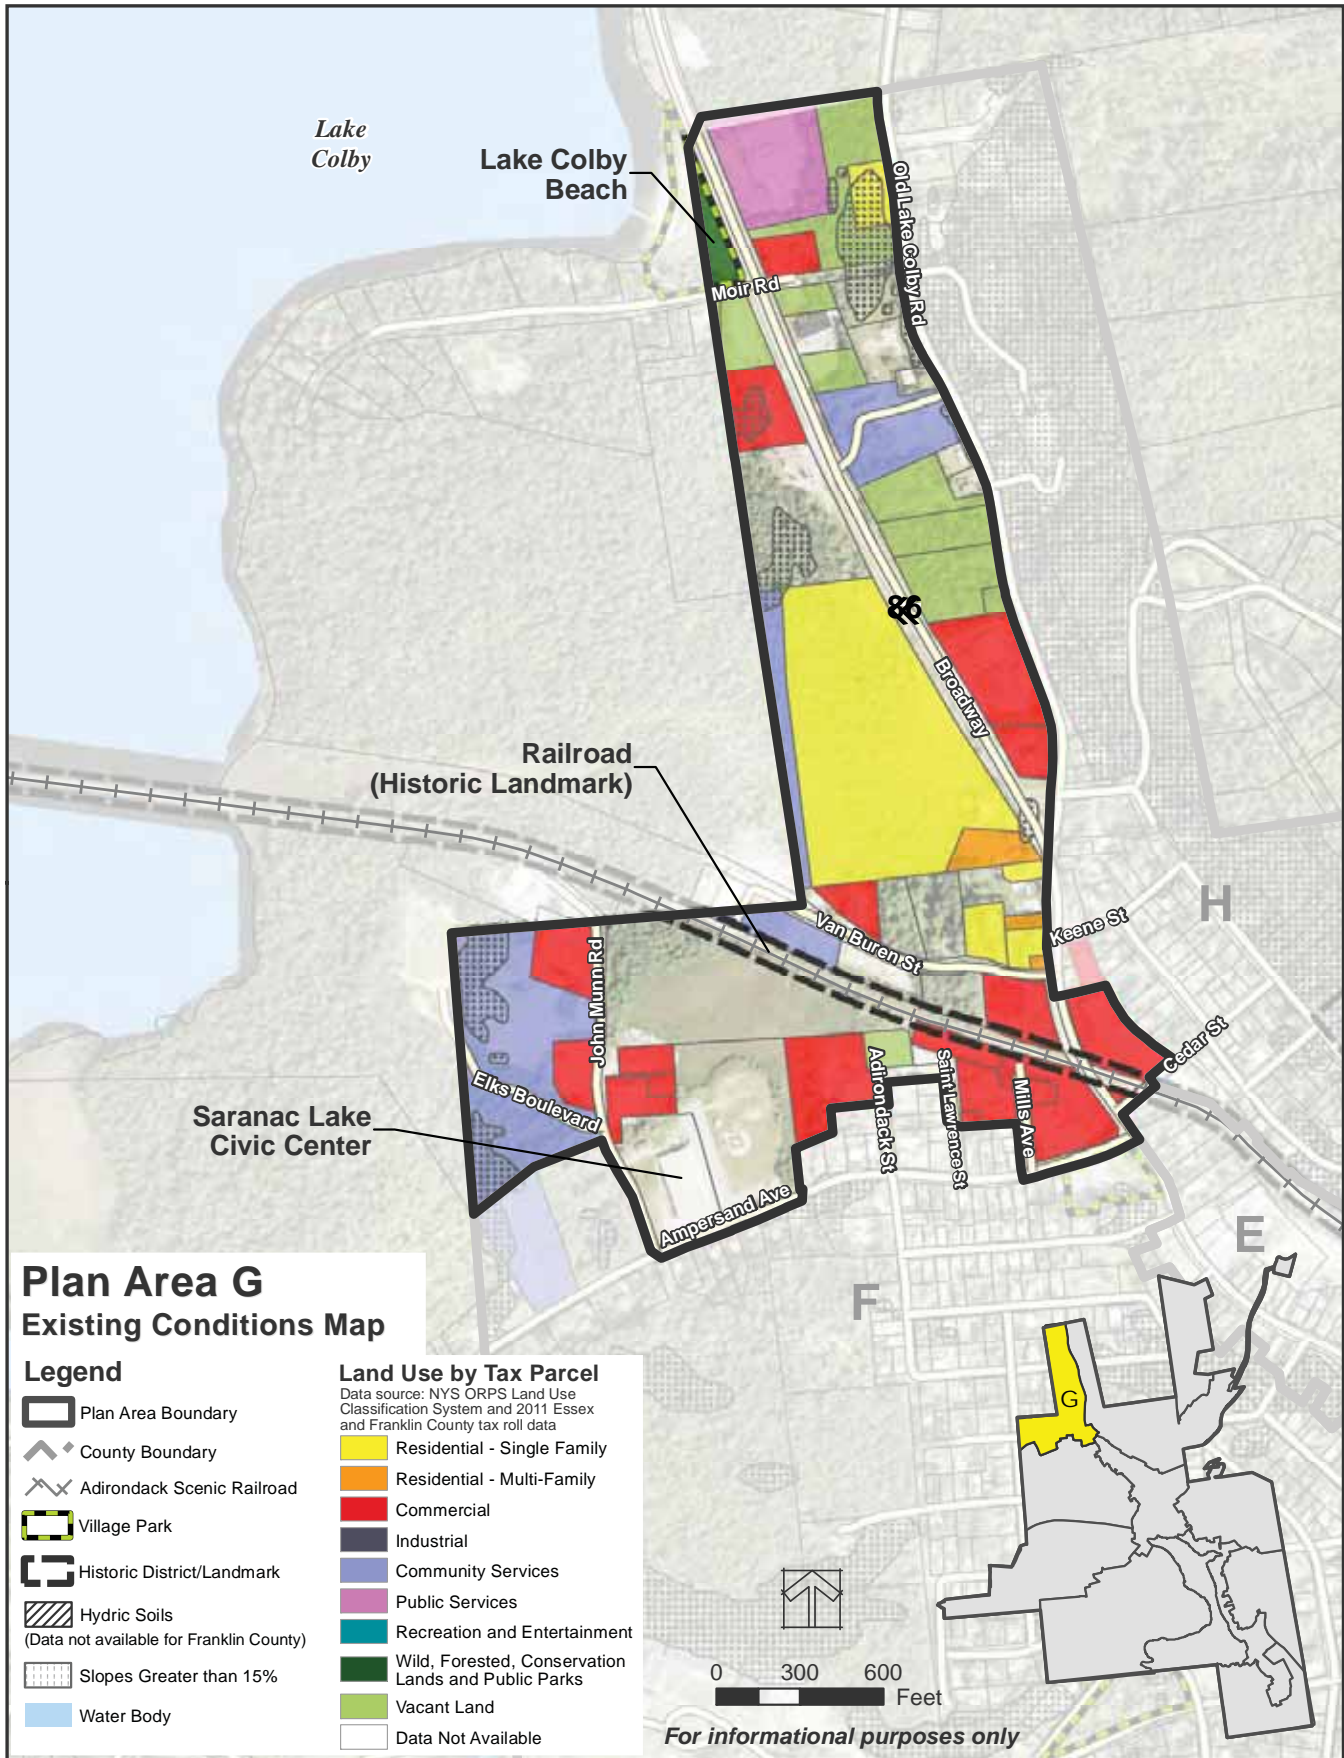 Lake
Colby
Lake Colby
Beach
Old Lake Colby Rd
Moir Rd
86
Broadway
Railroad
(Historic Landmark)
H
Keene St
Van Buren St
John Munn Rd
Cedar St
Elks Boulevard
Adirondack St
Saint Lawrence St
Mills Ave
Saranac Lake
Civic Center
Ampersand Ave
E
F
G
Plan Area G
Existing Conditions Map
Legend
Plan Area Boundary
County Boundary
Adirondack Scenic Railroad
Village Park
Historic District/Landmark
Hydric Soils
(Data not available for Franklin County)
Slopes Greater than 15%
Water Body
Land Use by Tax Parcel
Data source: NYS ORPS Land Use
Classification System and 2011 Essex
and Franklin County tax roll data
Residential - Single Family
Residential - Multi-Family
Commercial
Industrial
Community Services
Public Services
Recreation and Entertainment
Wild, Forested, Conservation
Lands and Public Parks
Vacant Land
Data Not Available
0 300 600
Feet
For informational purposes only